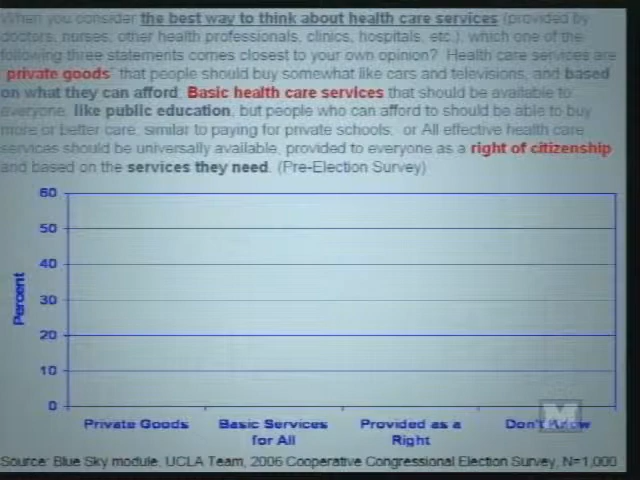 When you consider the best way to think about health care services (provided by
doctors, nurses, other health professionals, clinics, hospitals, etc.), which one of the
following three statements comes closest to your own opinion? Health care services are
"private goods" that people should buy somewhat like cars and televisions, and based
on what they can afford, Basic health care services that should be available to
everyone, like public education, but people who can afford to should be able to buy
more or better care, similar to paying for private schools, or All effective health care
services should be universally available, provided to everyone as a right of citizenship
and based on the services they need. (Pre-Election Survey)
60
50
40
30
20
10
0
Percent
Private Goods
Basic Services
for All
Provided as a
Right
Don't Know
M
Source: Blue Sky module, UCLA Team, 2006 Cooperative Congressional Election Survey, N=1,000